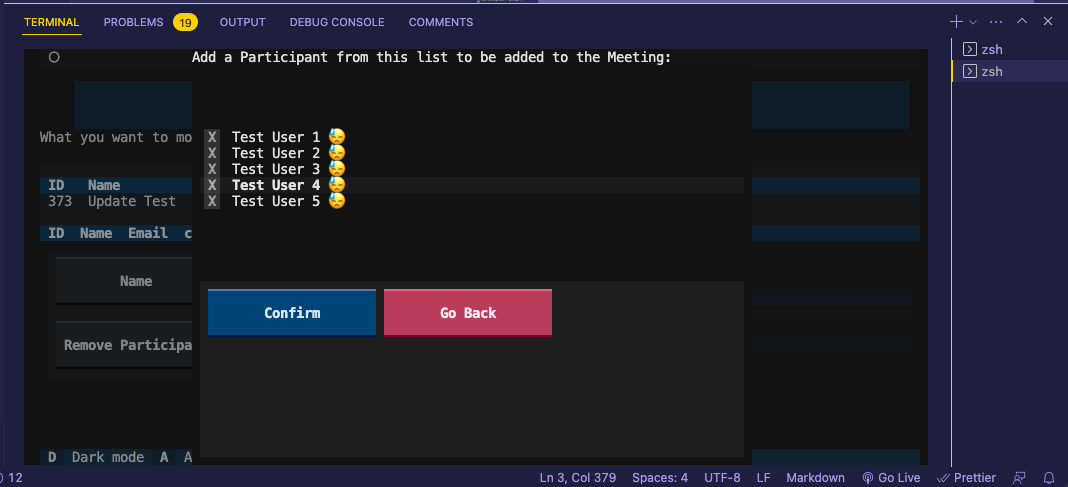 TERMINAL PROBLEMS 19 OUTPUT DEBUG CONSOLE COMMENTS
zsh
zsh
Add a Participant from this list to be added to the Meeting:
What you want to mo
X Test User 1 😓
X Test User 2 😓
X Test User 3 😓
ID Name X Test User 4 😓
373 Update Test X Test User 5 😓
ID Name Email c
Name
Confirm Go Back
Remove Participa
D Dark mode A A
12 Ln 3, Col 379 Spaces: 4 UTF-8 LF Markdown Go Live Prettier